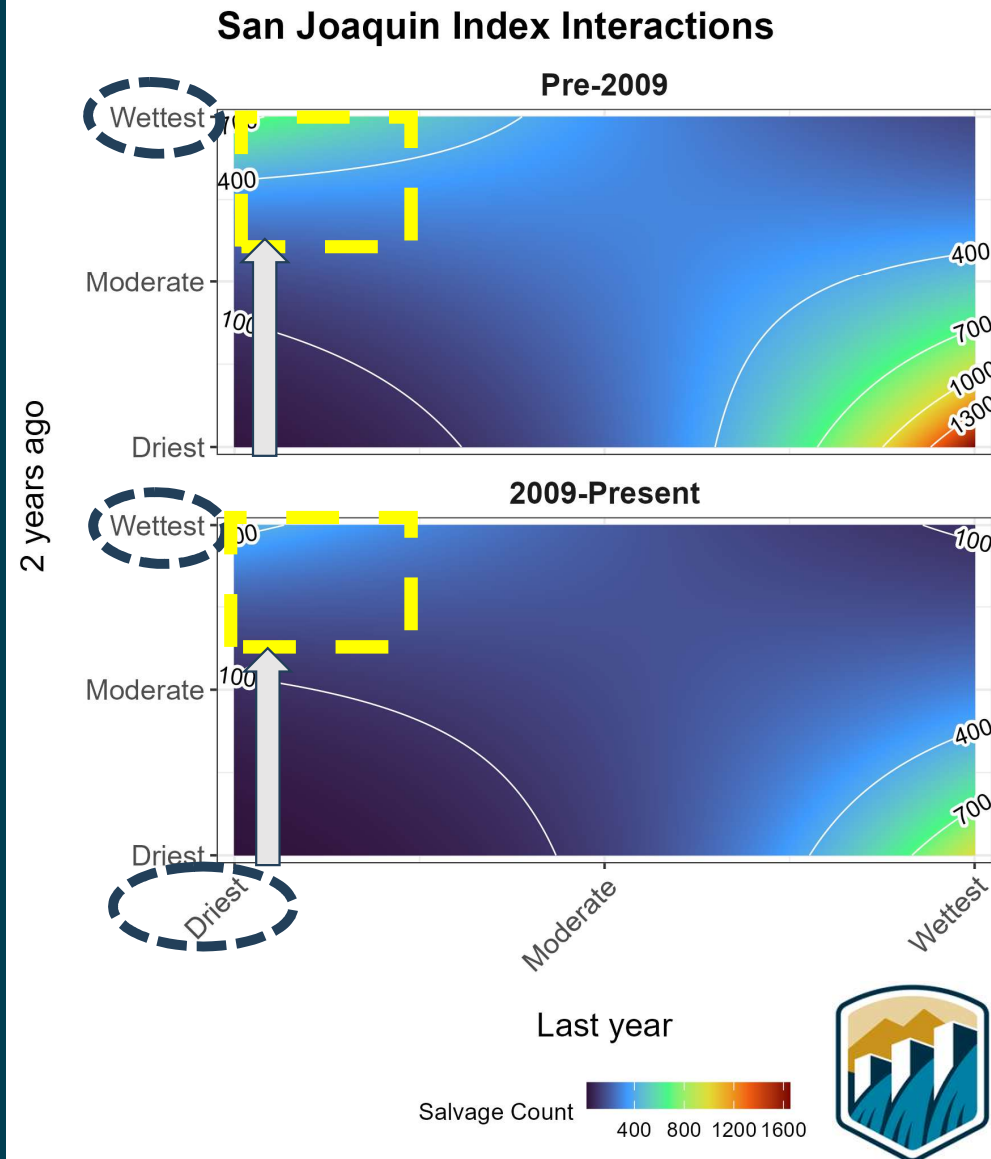 San Joaquin Index Interactions
Pre-2009
Wettest
400
Moderate
400
100
700
1000
1300
Driest
2 years ago
2009-Present
Wettest
100
Moderate
100
400
700
Driest
Driest
Moderate
Wettest
Last year
Salvage Count
400 800 1200 1600